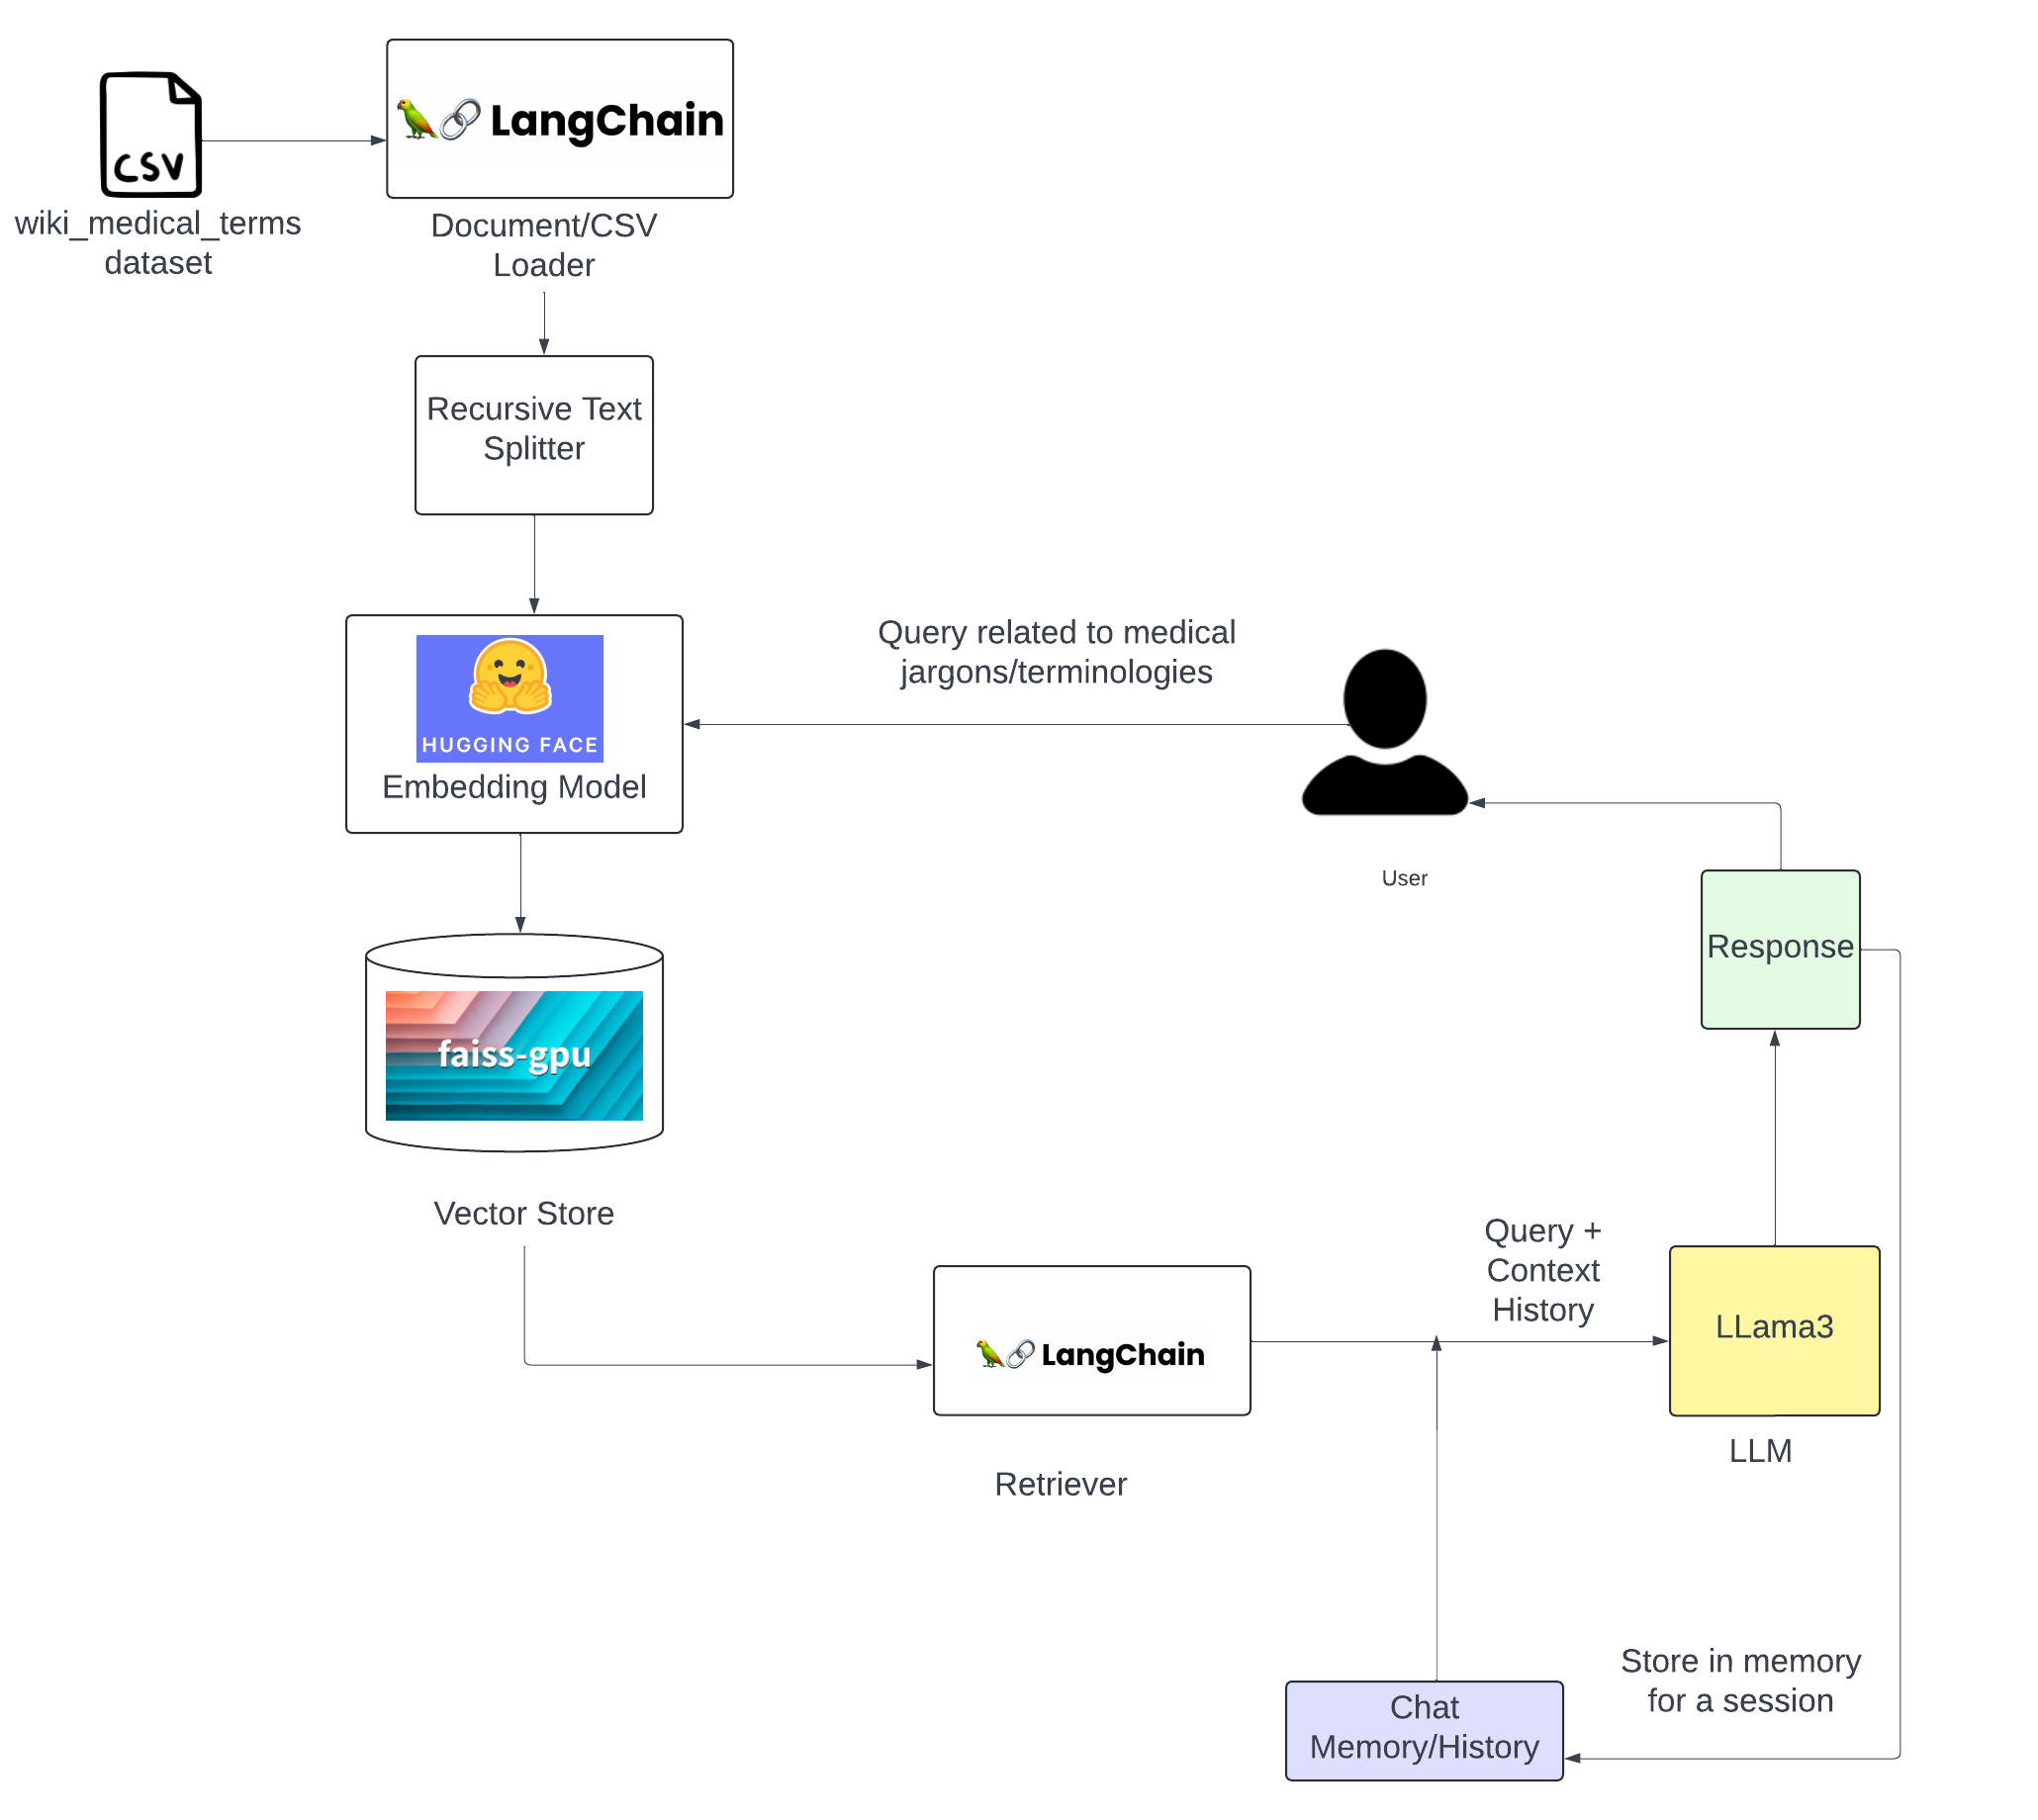 CSV
wiki_medical_terms
dataset
LangChain
Document/CSV
Loader
Recursive Text
Splitter
HUGGING FACE
Embedding Model
Query related to medical
jargons/terminologies
User
Response
faiss-gpu
Vector Store
LangChain
Retriever
Query +
Context
History
LLama3
LLM
Chat
Memory/History
Store in memory
for a session